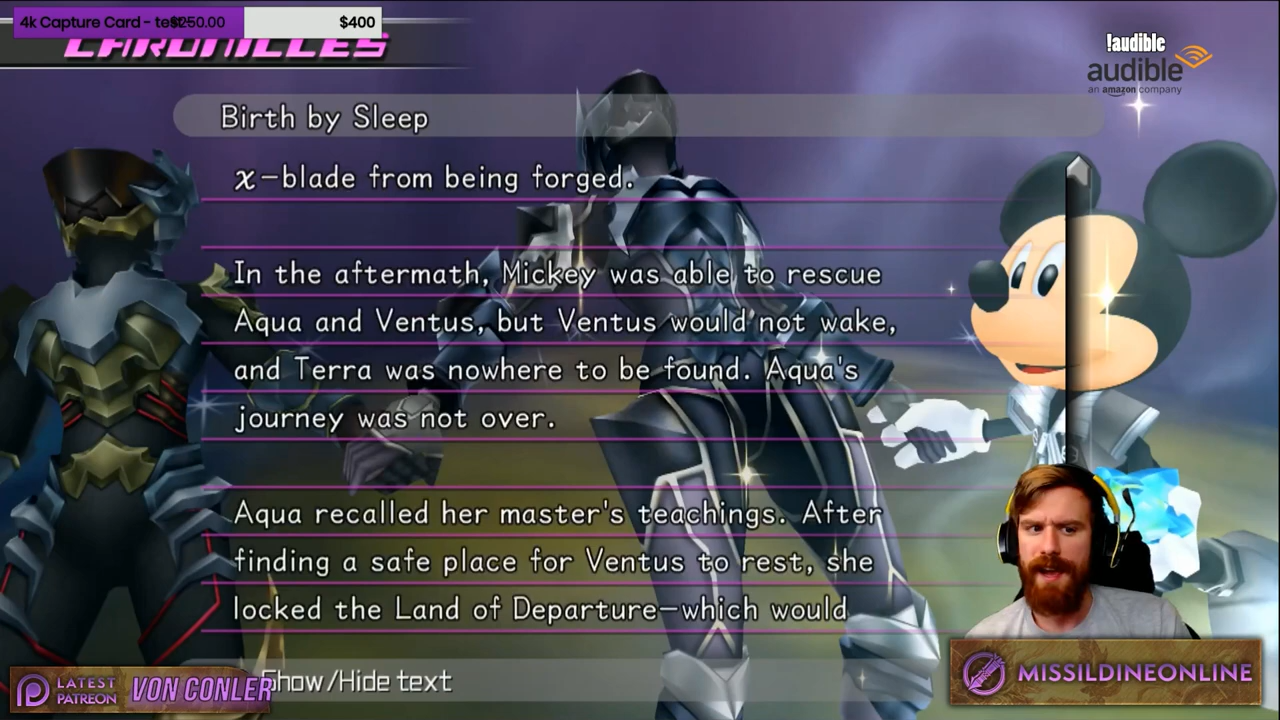 4k Capture Card - test $250.00
$400
CHRONICLES
!audible
audible
an amazon company
Birth by Sleep
χ-blade from being forged.
In the aftermath, Mickey was able to rescue
Aqua and Ventus, but Ventus would not wake,
and Terra was nowhere to be found. Aqua's
journey was not over.
Aqua recalled her master's teachings. After
finding a safe place for Ventus to rest, she
locked the Land of Departure—which would
Show/Hide text
LATEST
PATREON
VON CONLER
MISSILDINEONLINE